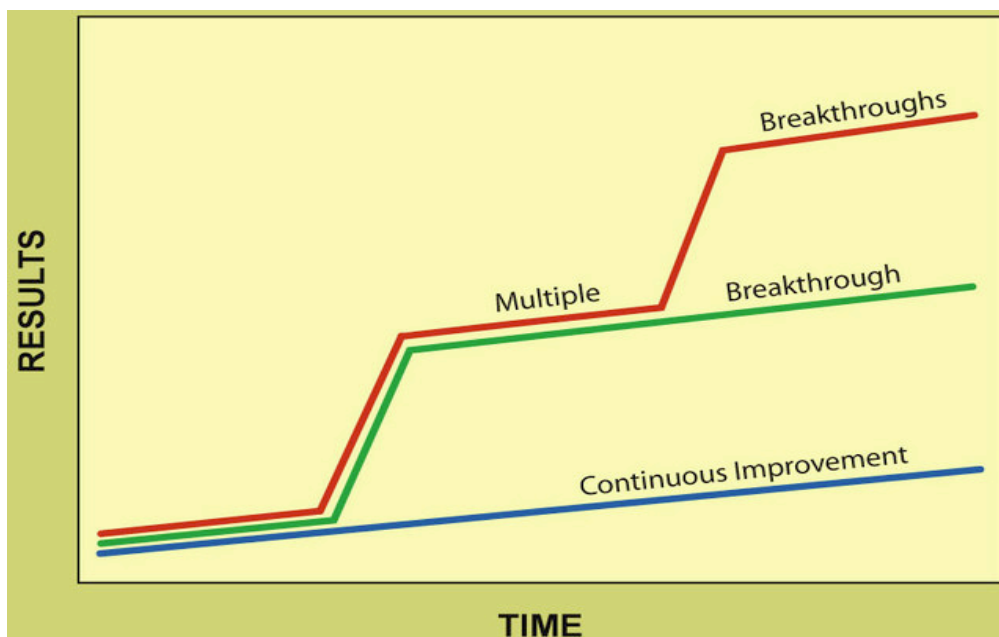 Breakthroughs
Multiple
Breakthrough
Continuous Improvement
RESULTS
TIME